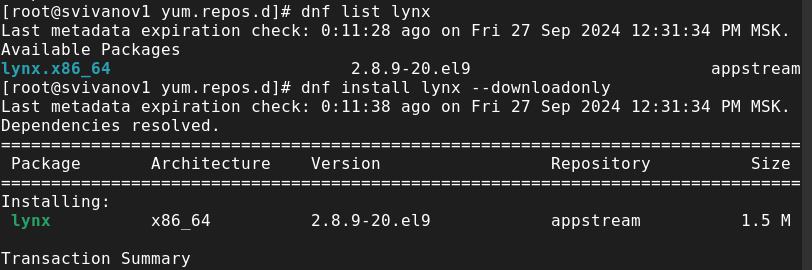 [root@svivanov1 yum.repos.d]# dnf list lynx
Last metadata expiration check: 0:11:28 ago on Fri 27 Sep 2024 12:31:34 PM MSK.
Available Packages
lynx.x86_64                        2.8.9-20.el9                        appstream
[root@svivanov1 yum.repos.d]# dnf install lynx --downloadonly
Last metadata expiration check: 0:11:38 ago on Fri 27 Sep 2024 12:31:34 PM MSK.
Dependencies resolved.
================================================================================
 Package       Architecture    Version                 Repository          Size
================================================================================
Installing:
 lynx          x86_64          2.8.9-20.el9            appstream          1.5 M
Transaction Summary